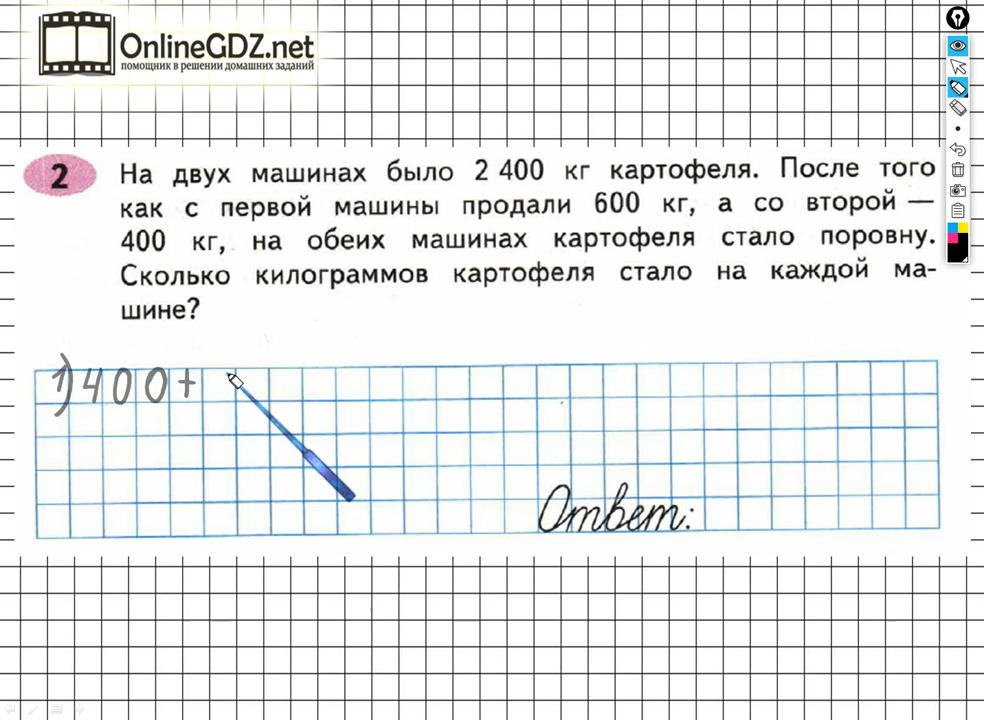 OnlineGDZ.net
помощник в решении домашних заданий
2
На двух машинах было 2 400 кг картофеля. После того
как с первой машины продали 600 кг, а со второй —
400 кг, на обеих машинах картофеля стало поровну.
Сколько килограммов картофеля стало на каждой ма-
шине?
1) 400+
Ответ: